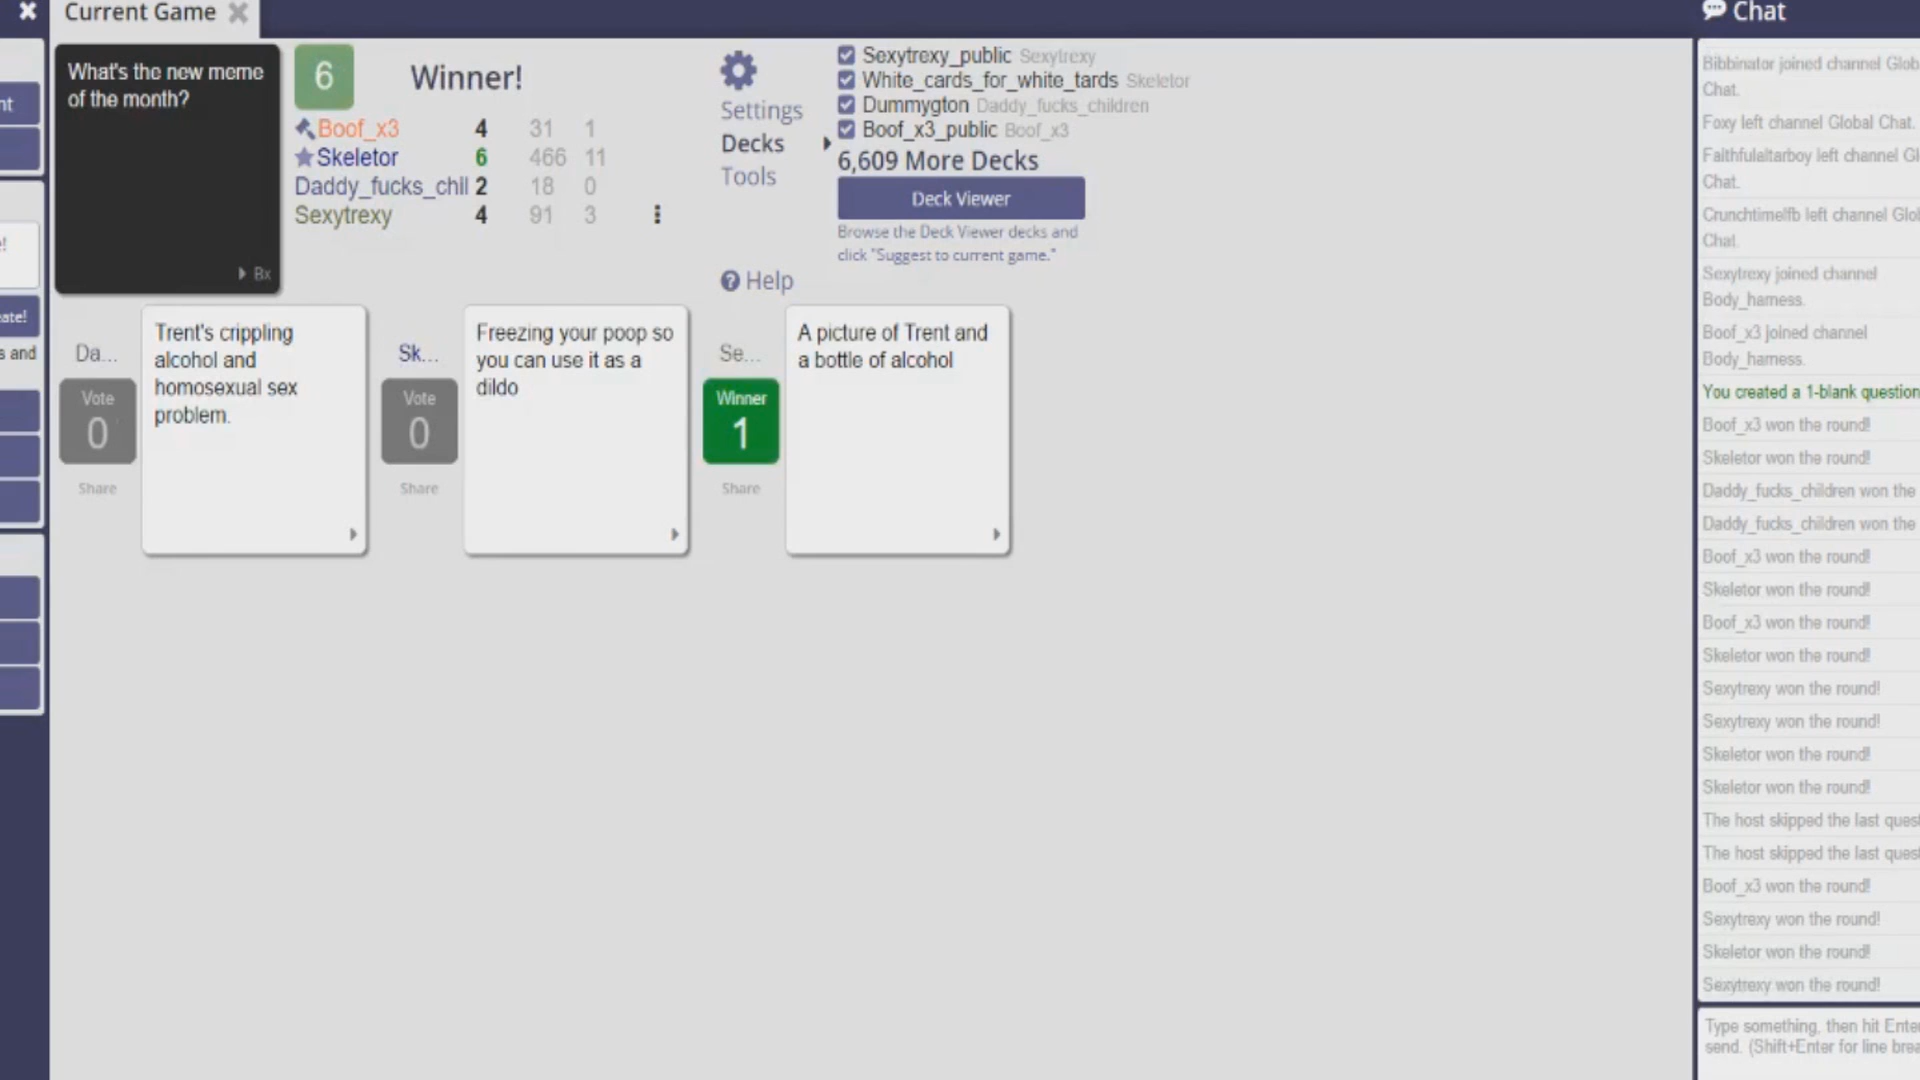 Current Game
Chat
nt
e!
ate!
s and
What's the new meme
of the month?
Bx
6
Winner!
Boof_x3 4 31 1
Skeletor 6 466 11
Daddy_fucks_chil 2 18 0
Sexytrexy 4 91 3
Settings
Decks
Tools
Help
Sexytrexy_public Sexytrexy
White_cards_for_white_tards Skeletor
Dummygton Daddy_fucks_children
Boof_x3_public Boof_x3
6,609 More Decks
Deck Viewer
Browse the Deck Viewer decks and
click "Suggest to current game."
Da...
Vote
0
Share
Trent's crippling
alcohol and
homosexual sex
problem.
Sk...
Vote
0
Share
Freezing your poop so
you can use it as a
dildo
Se...
Winner
1
Share
A picture of Trent and
a bottle of alcohol
Bibbinator joined channel Glob
Chat.
Foxy left channel Global Chat.
Faithfulaltarboy left channel Gl
Chat.
Crunchtimelfb left channel Glo
Chat.
Sexytrexy joined channel
Body_harness.
Boof_x3 joined channel
Body_harness.
You created a 1-blank question
Boof_x3 won the round!
Skeletor won the round!
Daddy_fucks_children won the
Daddy_fucks_children won the
Boof_x3 won the round!
Skeletor won the round!
Boof_x3 won the round!
Skeletor won the round!
Sexytrexy won the round!
Sexytrexy won the round!
Skeletor won the round!
Skeletor won the round!
The host skipped the last quest
The host skipped the last quest
Boof_x3 won the round!
Sexytrexy won the round!
Skeletor won the round!
Sexytrexy won the round!
Type something, then hit Enter
send. (Shift+Enter for line brea